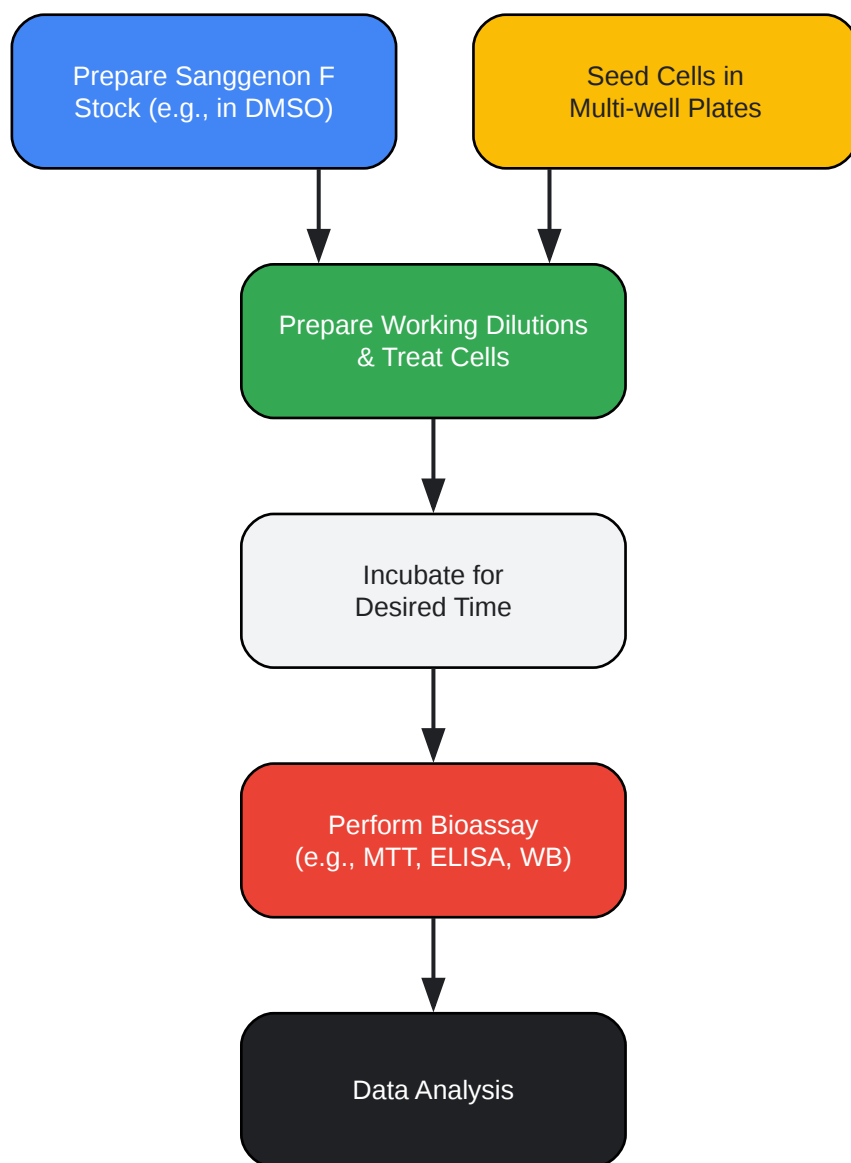 Prepare Sanggenon F
Stock (e.g., in DMSO)
Seed Cells in
Multi-well Plates
Prepare Working Dilutions
& Treat Cells
Incubate for
Desired Time
Perform Bioassay
(e.g., MTT, ELISA, WB)
Data Analysis